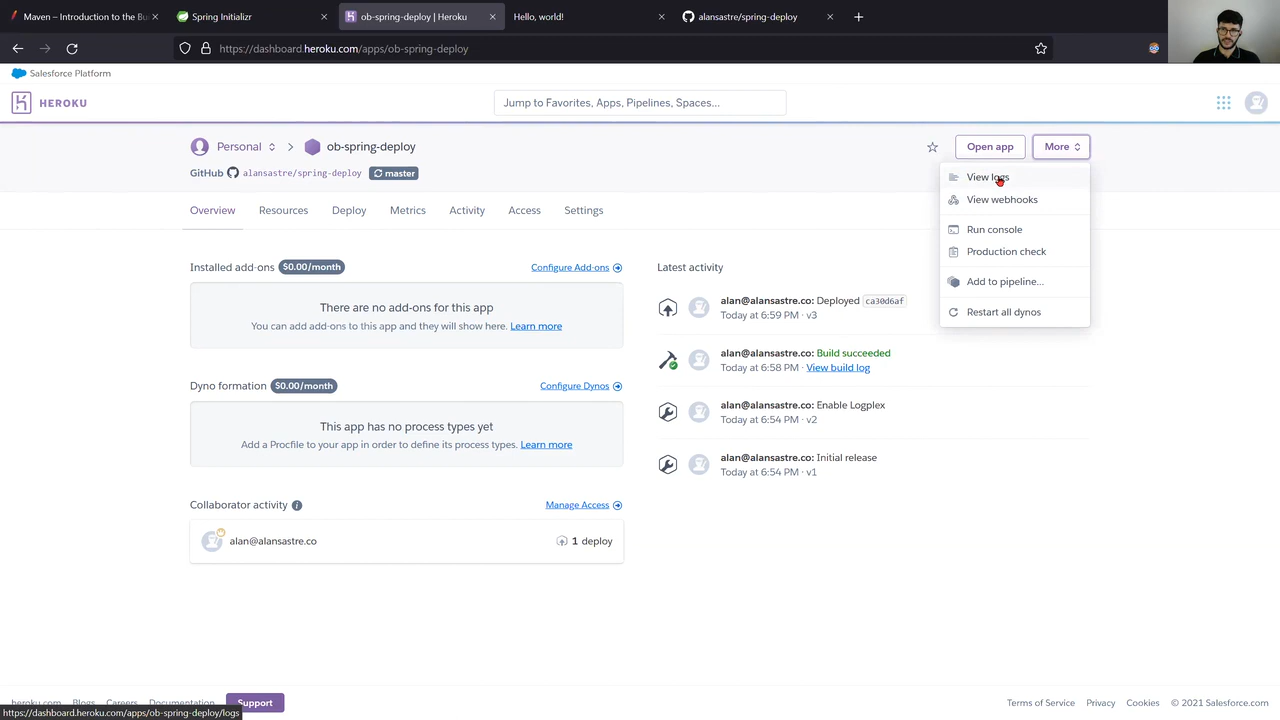 Maven – Introduction to the Bu
Spring Initializr
ob-spring-deploy | Heroku
Hello, world!
alansastre/spring-deploy
https://dashboard.heroku.com/apps/ob-spring-deploy
Salesforce Platform
HEROKU
Jump to Favorites, Apps, Pipelines, Spaces...
Personal
ob-spring-deploy
Open app
More
GitHub alansastre/spring-deploy master
View logs
View webhooks
Run console
Production check
Add to pipeline...
Restart all dynos
Overview
Resources
Deploy
Metrics
Activity
Access
Settings
Installed add-ons $0.00/month
Configure Add-ons
There are no add-ons for this app
You can add add-ons to this app and they will show here. Learn more
Dyno formation $0.00/month
Configure Dynos
This app has no process types yet
Add a Procfile to your app in order to define its process types. Learn more
Collaborator activity
Manage Access
alan@alansastre.co
1 deploy
Latest activity
alan@alansastre.co: Deployed ca30d6af
Today at 6:59 PM · v3
alan@alansastre.co: Build succeeded
Today at 6:58 PM · View build log
alan@alansastre.co: Enable Logplex
Today at 6:54 PM · v2
alan@alansastre.co: Initial release
Today at 6:54 PM · v1
heroku.com
Blogs
Careers
Documentation
Support
Terms of Service
Privacy
Cookies
© 2021 Salesforce.com
https://dashboard.heroku.com/apps/ob-spring-deploy/logs